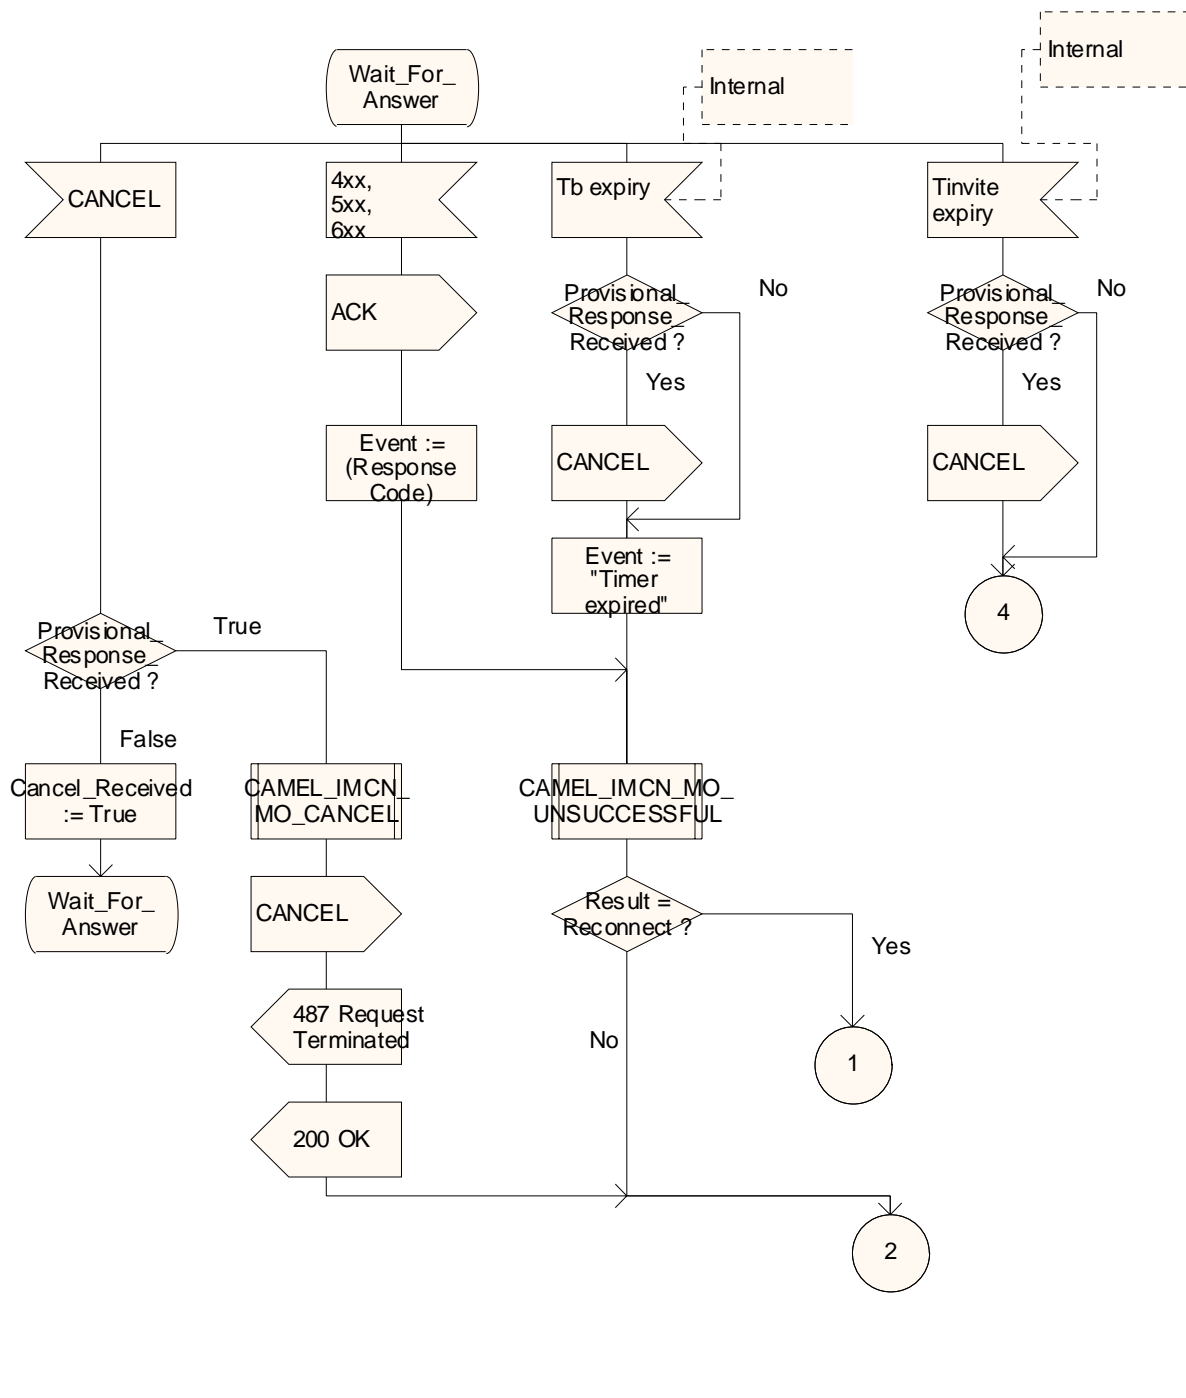 Internal
Wait_For_
Answer
Internal
CANCEL
4xx,
5xx,
6xx
Tb expiry
Tinvite
expiry
No
No
ACK
Provisional_
Response_
Received ?
Provisional_
Response_
Received ?
Yes
Yes
Event :=
(Response
Code)
CANCEL
CANCEL
Event :=
"Timer
expired"
4
True
Provisional_
Response_
Received ?
False
Cancel_Received
:= True
CAMEL_IMCN_
MO_CANCEL
CAMEL_IMCN_MO_
UNSUCCESSFUL
Wait_For_
Answer
CANCEL
Result =
Reconnect ?
Yes
487 Request
Terminated
No
1
200 OK
2